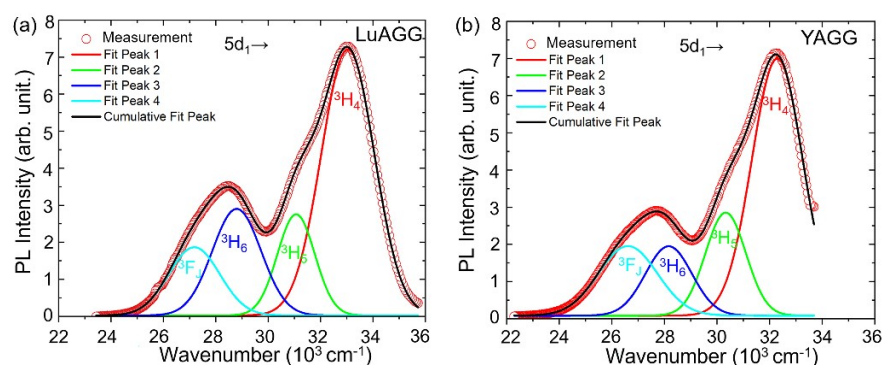 (a)
LuAGG
Measurement
Fit Peak 1
Fit Peak 2
Fit Peak 3
Fit Peak 4
Cumulative Fit Peak
5d₁→
³H₄
³H₆
³H₅
³F_J
PL Intensity (arb. unit.)
8
7
6
5
4
3
2
1
0
22 24 26 28 30 32 34 36
Wavenumber (10³ cm⁻¹)
(b)
YAGG
Measurement
Fit Peak 1
Fit Peak 2
Fit Peak 3
Fit Peak 4
Cumulative Fit Peak
5d₁→
³H₄
³H₅
³F_J
³H₆
PL Intensity (arb. unit.)
8
7
6
5
4
3
2
1
0
22 24 26 28 30 32 34 36
Wavenumber (10³ cm⁻¹)